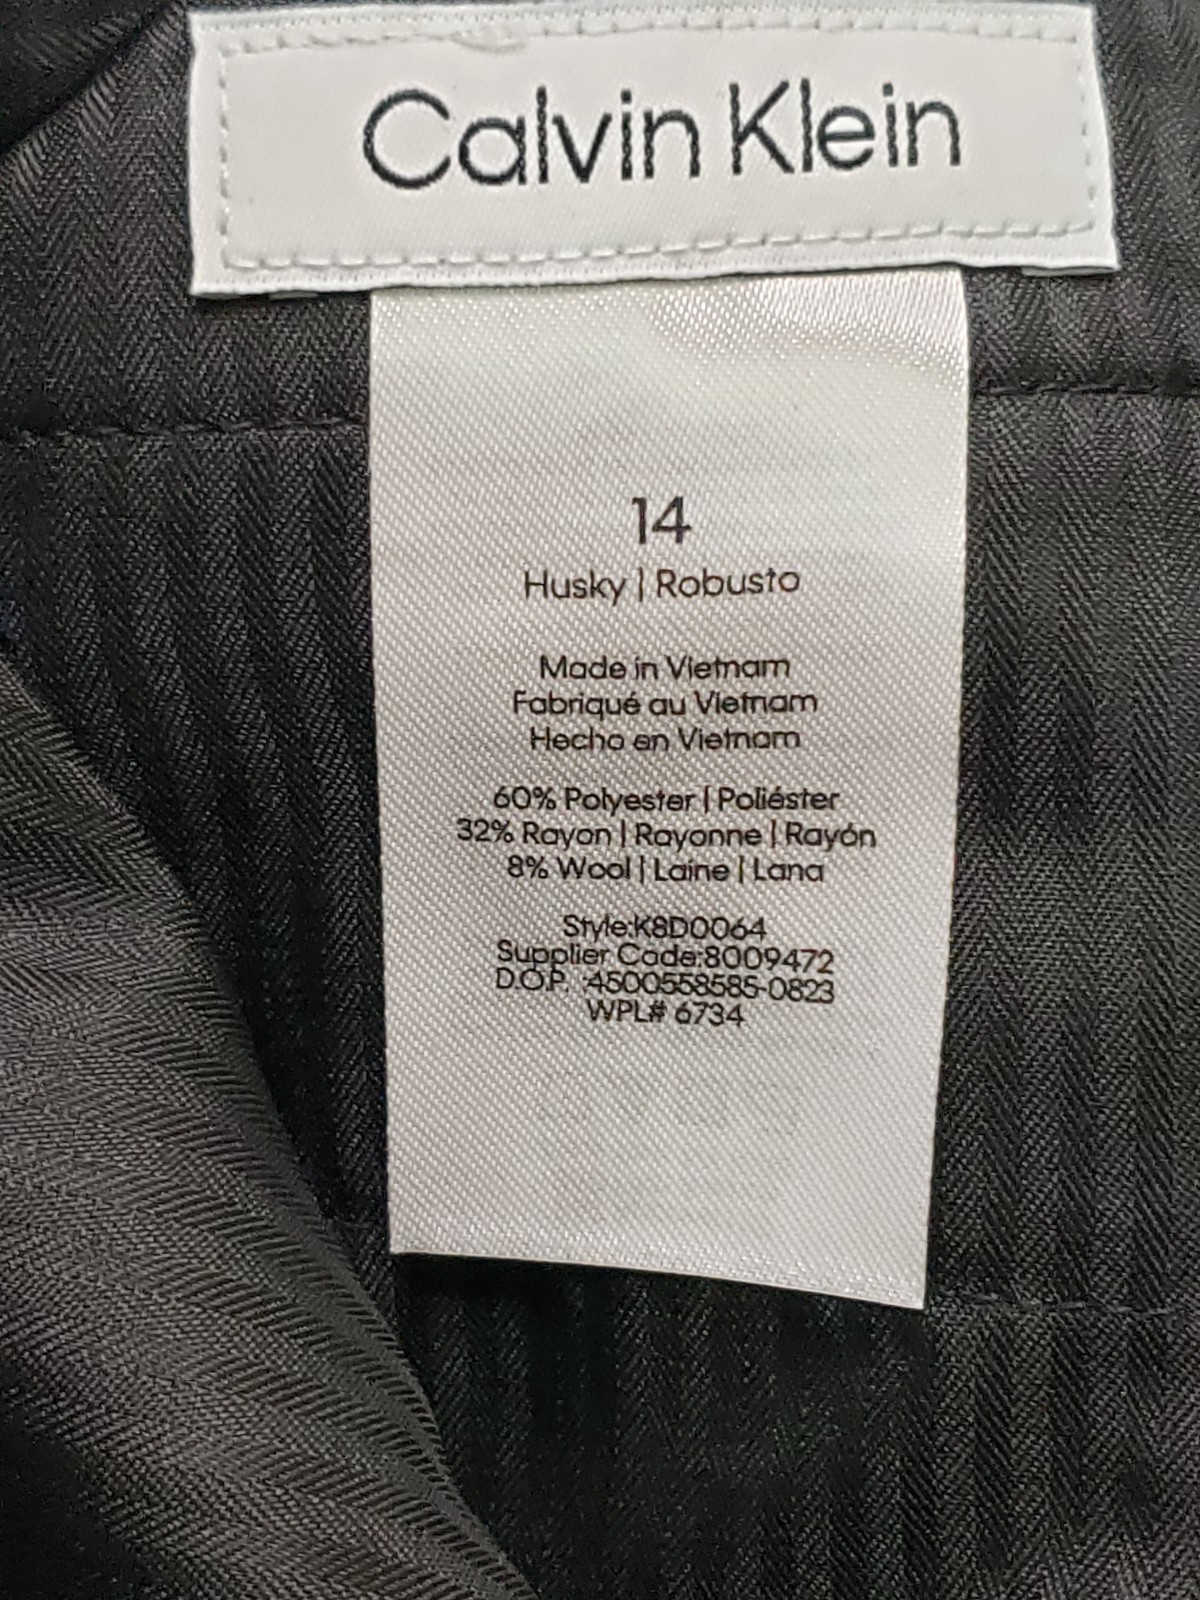 Calvin Klein
14
Husky | Robusto
Made in Vietnam
Fabriqué au Vietnam
Hecho en Vietnam
60% Polyester | Poliéster
32% Rayon | Rayonne | Rayón
8% Wool | Laine | Lana
Style:K8D0064
Supplier Code:8009472
D.O.P. :4500558585-0823
WPL# 6734